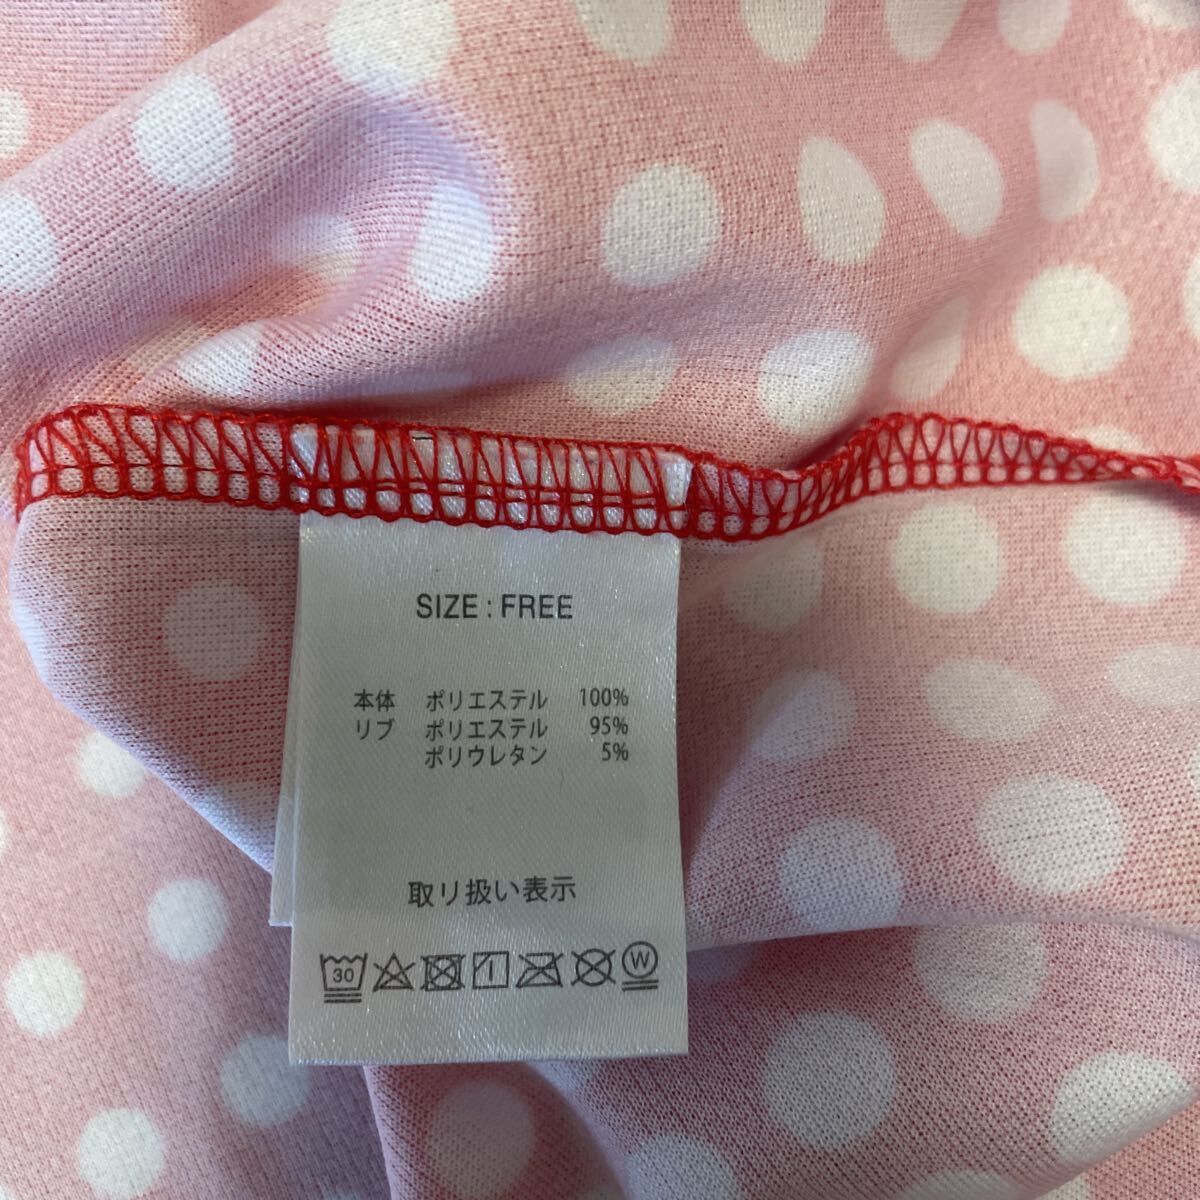 SIZE : FREE
本体 ポリエステル 100%
リブ ポリエステル 95%
ポリウレタン 5%
取り扱い表示
30 W